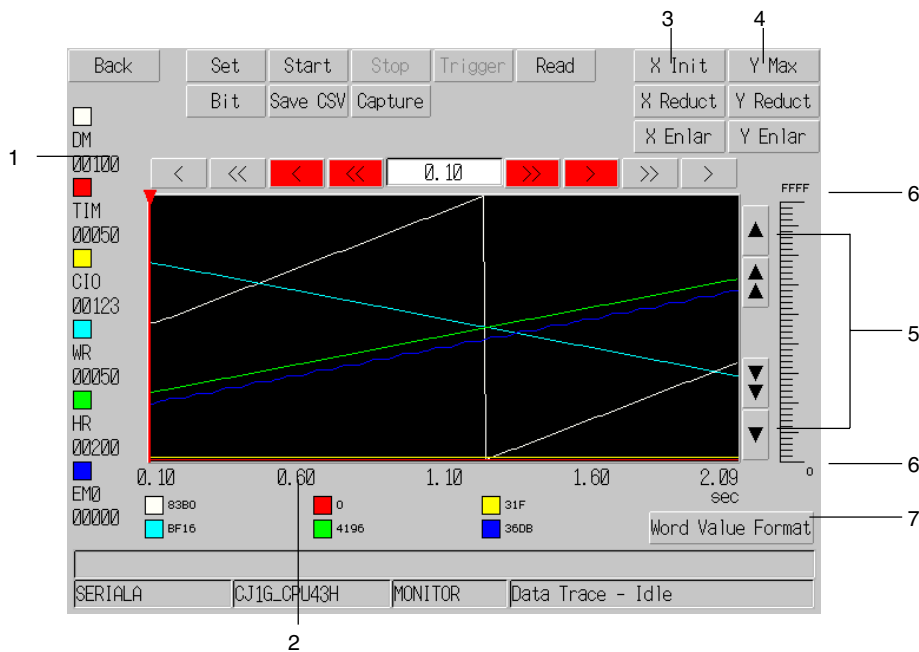 3 4
Back Set Start Stop Trigger Read X Init Y Max
Bit Save CSV Capture X Reduct Y Reduct
X Enlar Y Enlar
DM
00100
1
< << < << 0.10 >> > >> >
FFFF
6
TIM
00050
CIO
00123
5
WR
00050
HR
00200
6
0
0.10 0.60 1.10 1.60 2.09
sec
EM0
00000
83B0 0 31F
BF16 4196 36DB
Word Value Format
7
SERIALA CJ1G_CPU43H MONITOR Data Trace - Idle
2